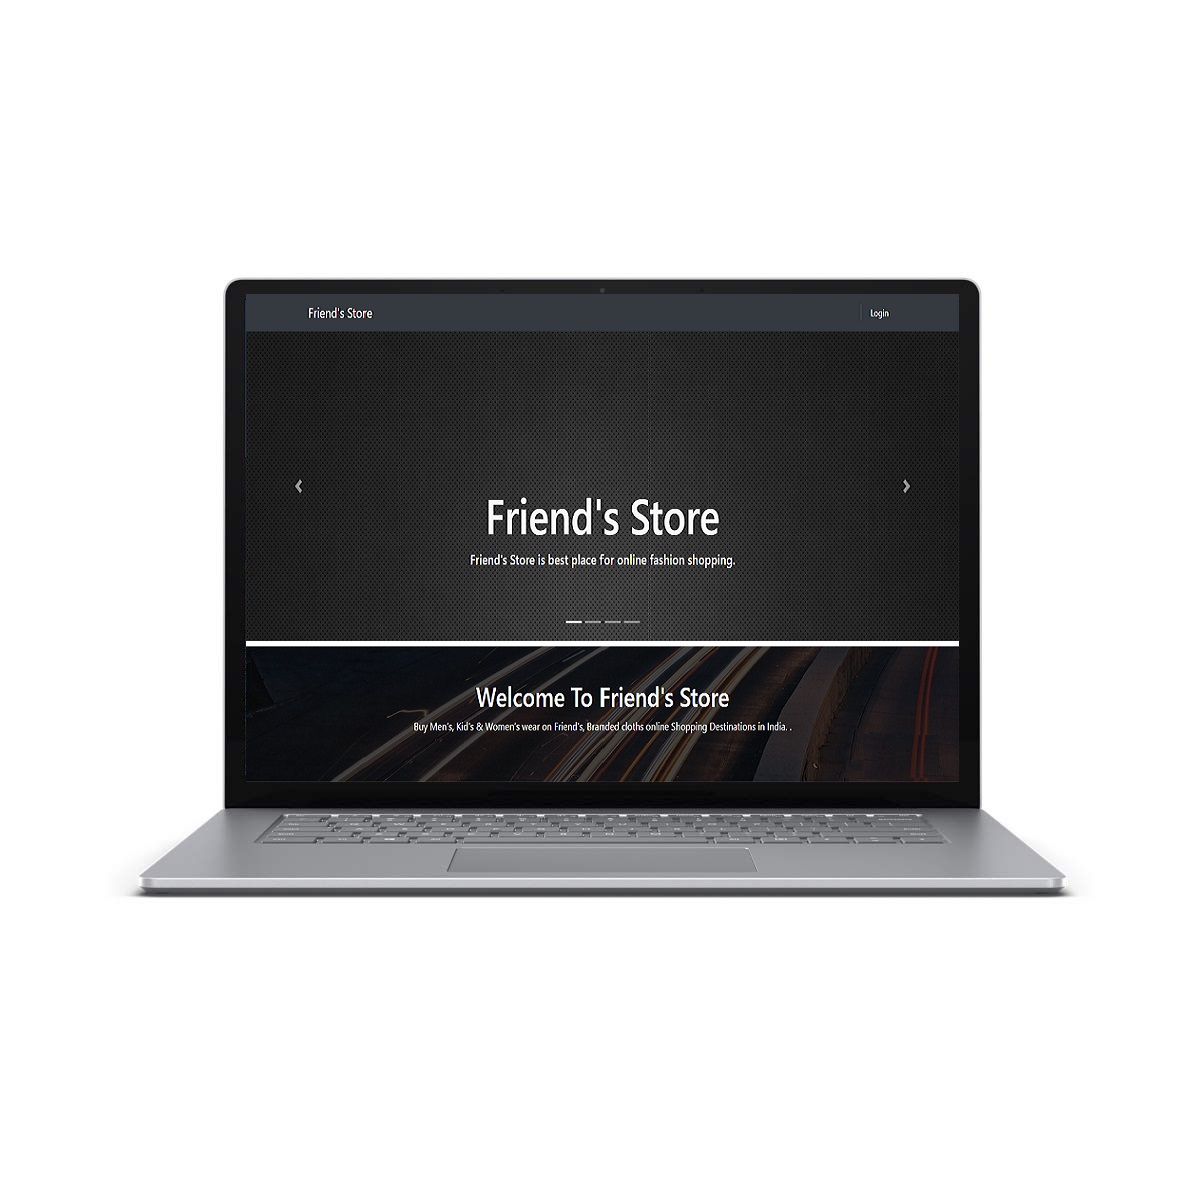 Friend's Store
Login
Friend's Store
Friend's Store is best place for online fashion shopping.
Welcome To Friend's Store
Buy Men's, Kid's & Women's wear on Friend's, Branded cloths online Shopping Destinations in India. .